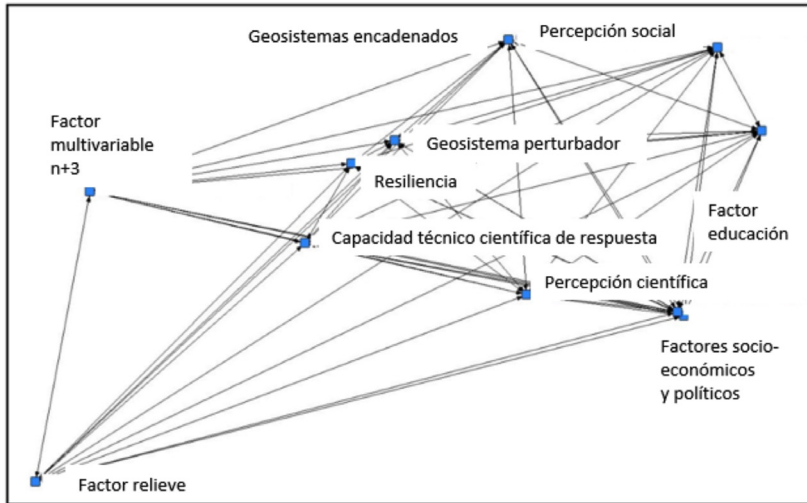 Geosistemas encadenados
Percepción social
Factor
multivariable
n+3
Geosistema perturbador
Resiliencia
Factor
educación
Capacidad técnico científica de respuesta
Percepción científica
Factores socio-
económicos
y políticos
Factor relieve